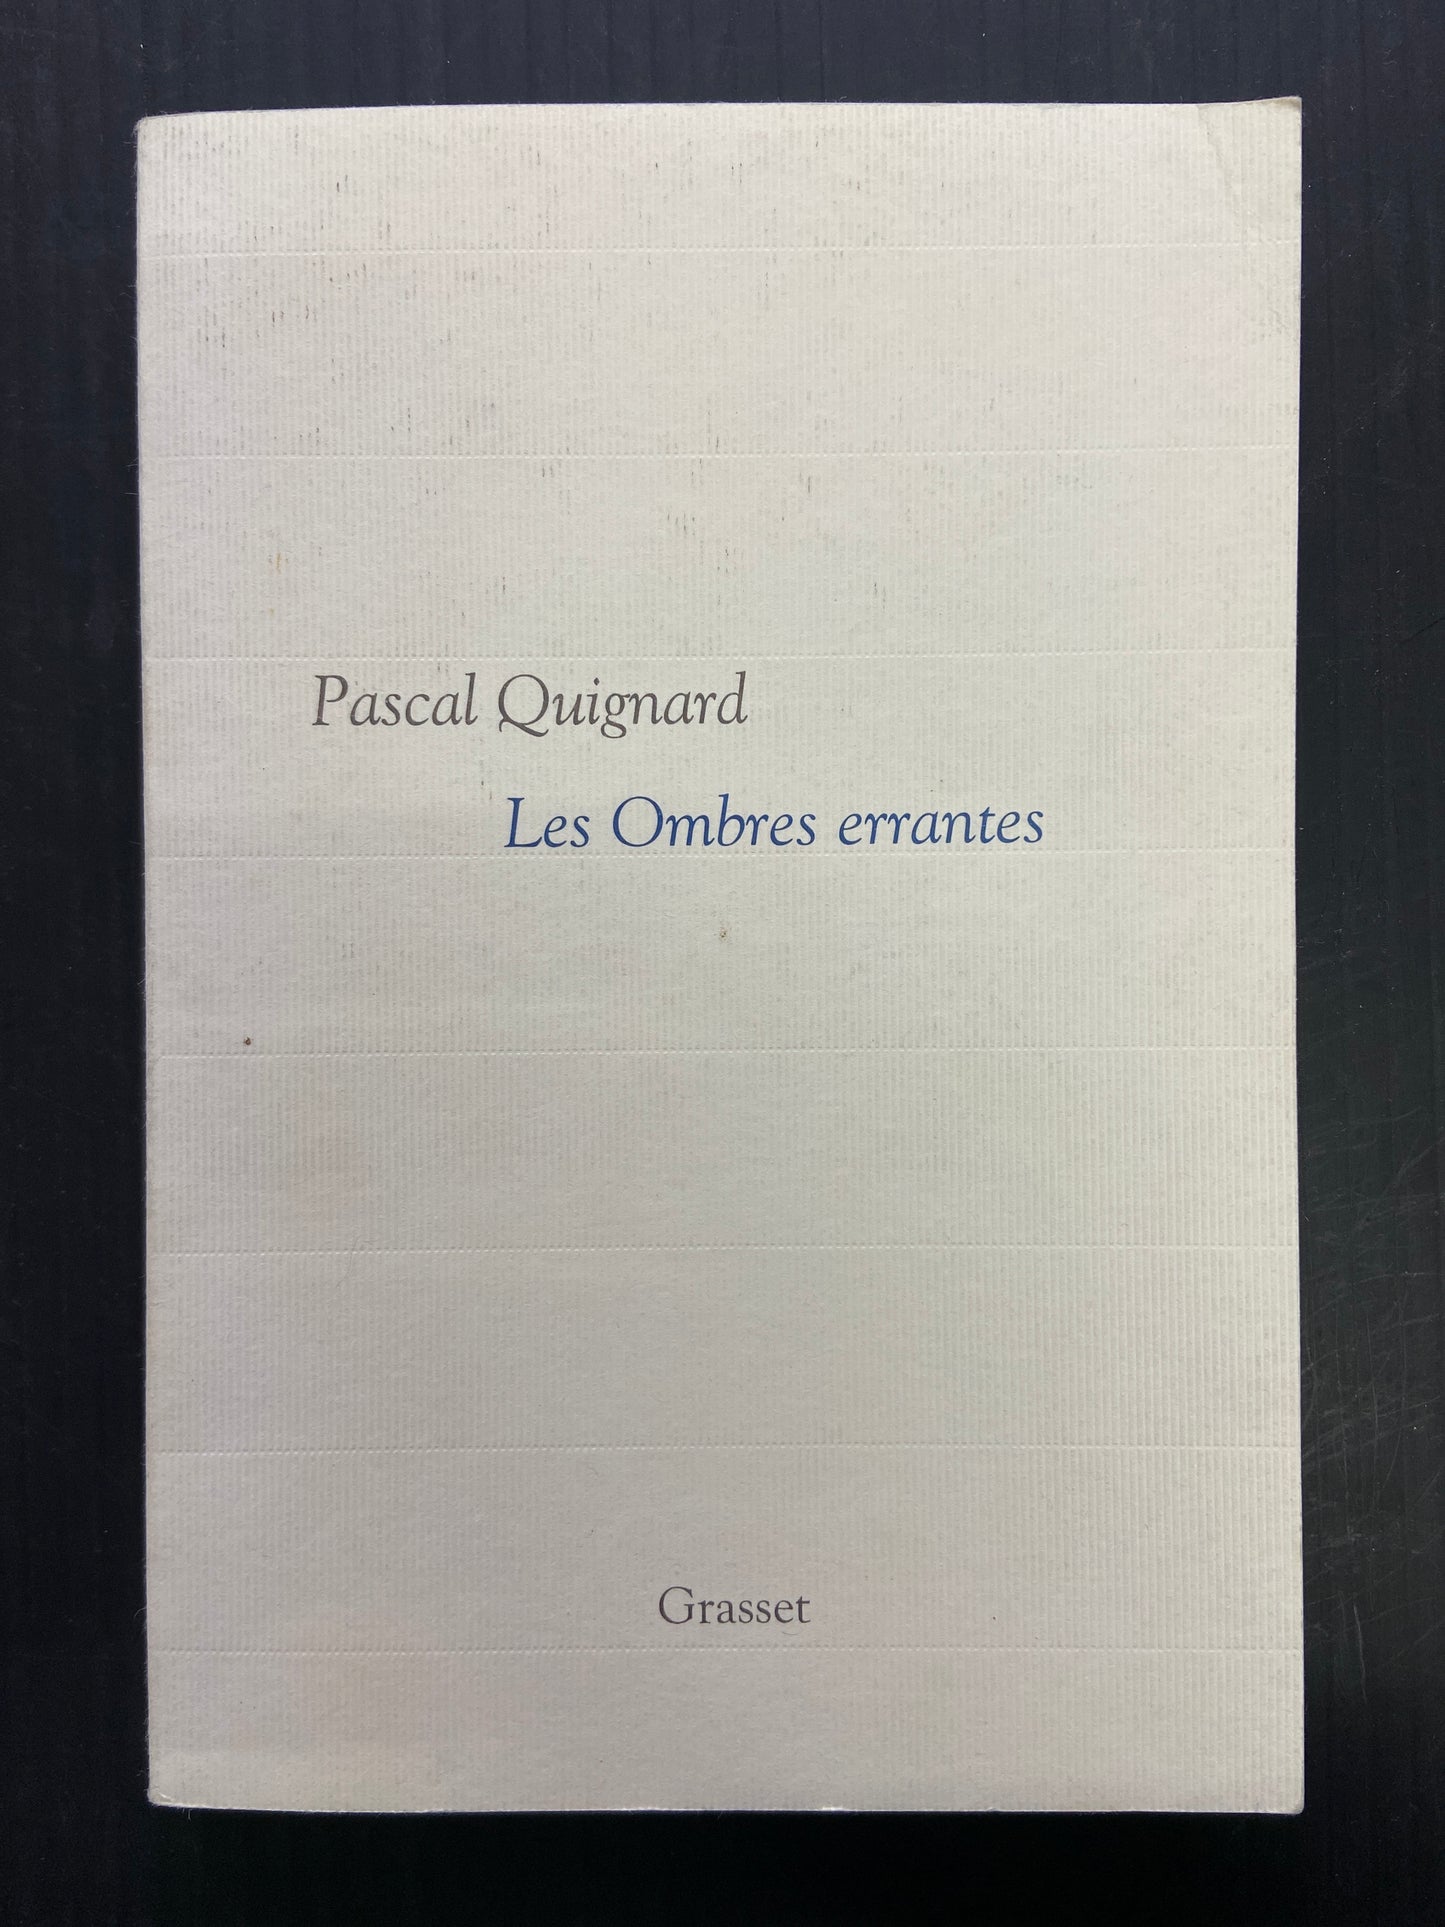 Pascal Quignard
Les Ombres errantes
Grasset